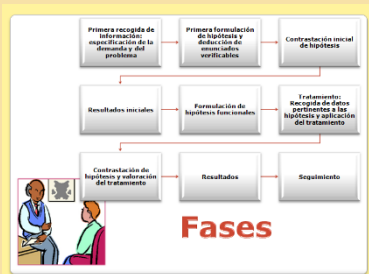 Primera recogida de
información:
especificación de la
demanda y del
problema
Primera formulación
de hipótesis y
deducción de
enunciados
verificables
Contrastación inicial
de hipótesis
Resultados iniciales
Formulación de
hipótesis funcionales
Tratamiento:
Recogida de datos
pertinentes a las
hipótesis y aplicación
del tratamiento
Contrastación de
hipótesis y valoración
del tratamiento
Resultados
Seguimiento
Fases